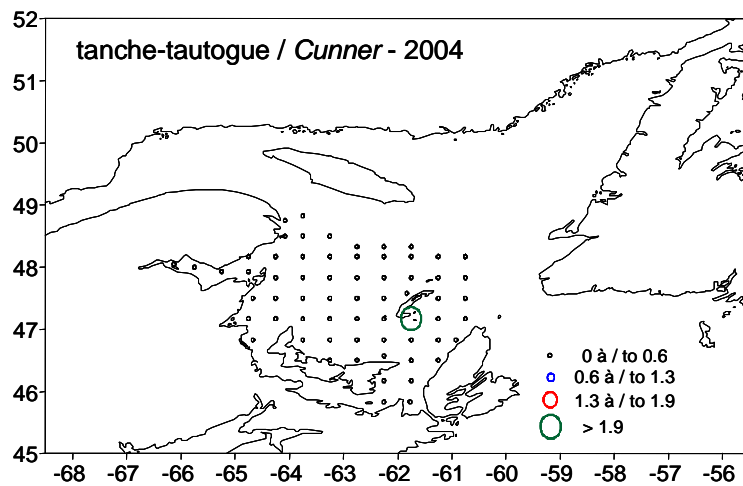 52
tanche-tautogue / Cunner - 2004
51
50
49
48
47
0 à / to 0.6
46
0.6 à / to 1.3
1.3 à / to 1.9
> 1.9
45
-68 -67 -66 -65 -64 -63 -62 -61 -60 -59 -58 -57 -56